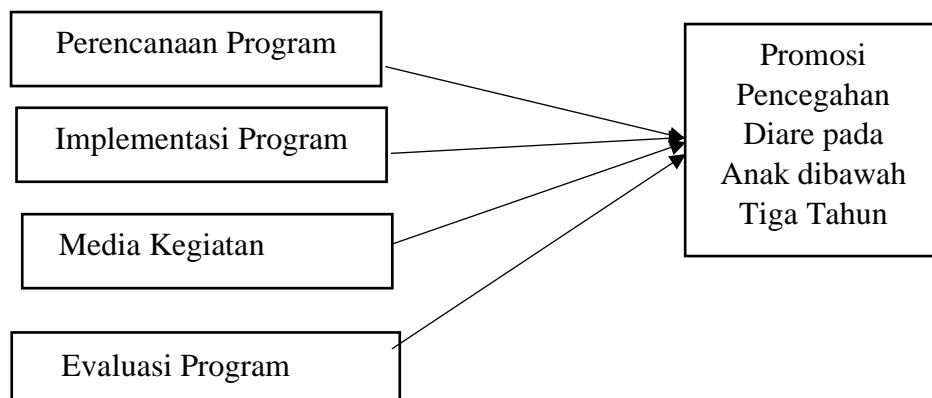 Perencanaan Program
Implementasi Program
Media Kegiatan
Evaluasi Program
Promosi
Pencegahan
Diare pada
Anak dibawah
Tiga Tahun